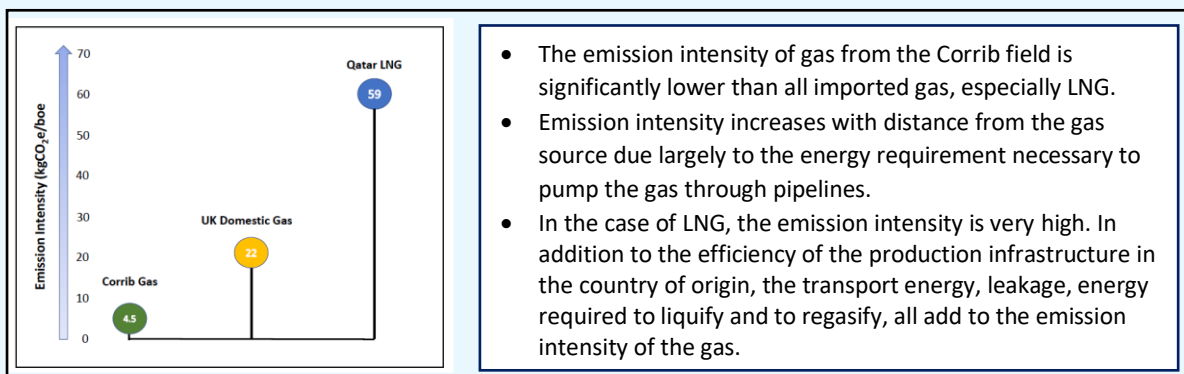 70
60
50
40
30
20
10
0
Emission Intensity (kgCO₂e/boe
Qatar LNG
59
UK Domestic Gas
22
Corrib Gas
4.5
• The emission intensity of gas from the Corrib field is
significantly lower than all imported gas, especially LNG.
• Emission intensity increases with distance from the gas
source due largely to the energy requirement necessary to
pump the gas through pipelines.
• In the case of LNG, the emission intensity is very high. In
addition to the efficiency of the production infrastructure in
the country of origin, the transport energy, leakage, energy
required to liquify and to regasify, all add to the emission
intensity of the gas.